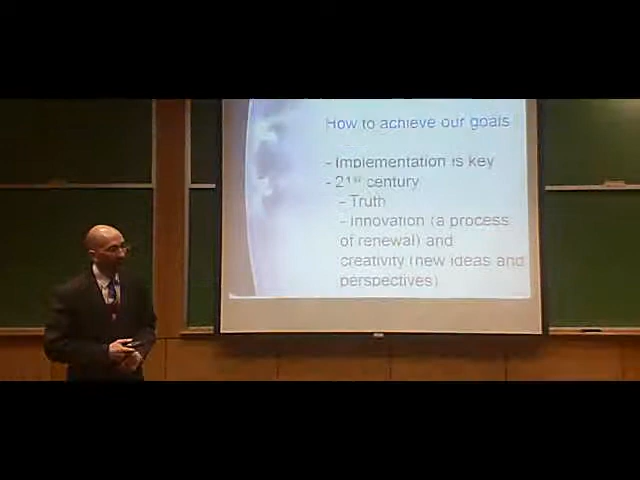 How to achieve our goals
- Implementation is key
- 21st century
- Truth
- Innovation (a process
of renewal) and
creativity (new ideas and
perspectives)